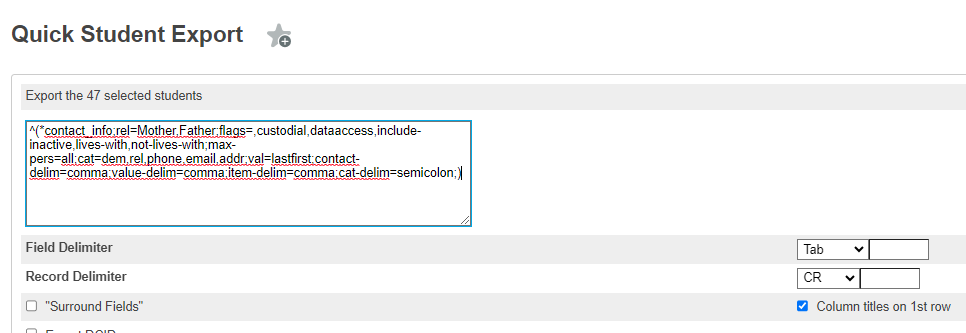 Quick Student Export
Export the 47 selected students
^(*contact_info;rel=Mother,Father;flags=,custodial,dataaccess,include-
inactive,lives-with,not-lives-with;max-
pers=all;cat=dem,rel,phone,email,addr;val=lastfirst;contact-
delim=comma;value-delim=comma;item-delim=comma;cat-delim=semicolon;)
Field Delimiter Tab
Record Delimiter CR
"Surround Fields" Column titles on 1st row